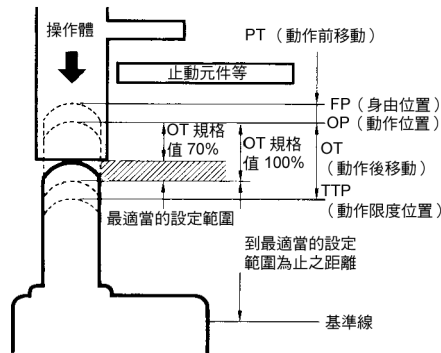 操作體
PT（動作前移動）
止動元件等
FP（身由位置）
OP（動作位置）
OT 規格
值 70%
OT 規格
值 100%
OT
（動作後移動）
TTP
（動作限度位置）
最適當的設定範圍
到最適當的設定
範圍為止之距離
基準線